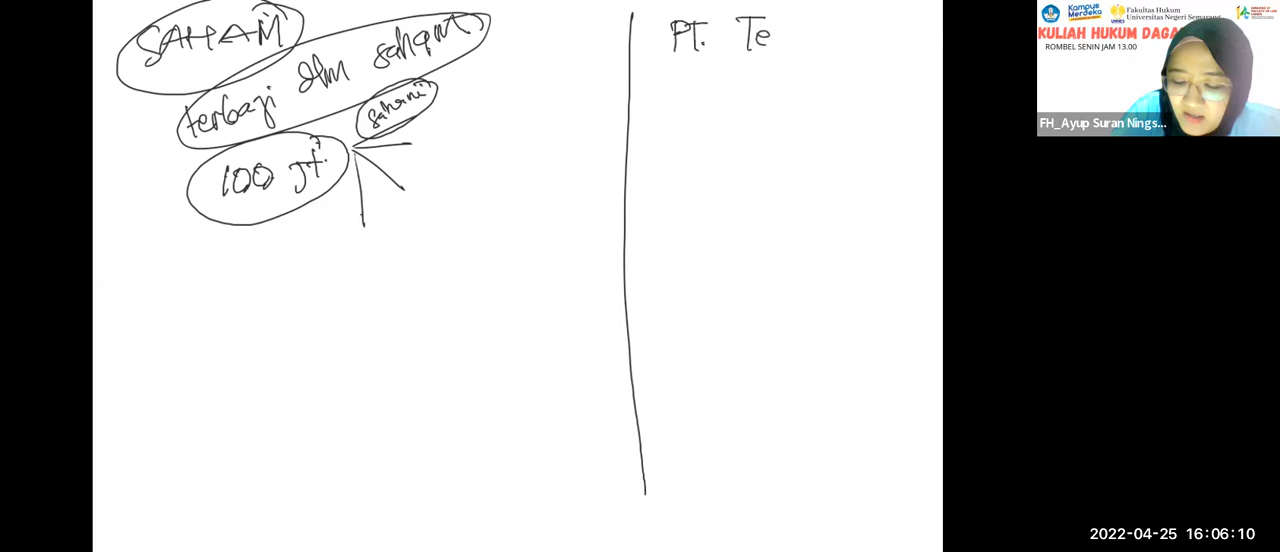 SAHAM
terbagi dlm saham
saham
100 Jt
PT. Te
Kampus
Merdeka
UNNES
Fakultas Hukum
Universitas Negeri Semarang
KULIAH HUKUM DAGA
ROMBEL SENIN JAM 13.00
FH_Ayup Suran Nings...
2022-04-25 16:06:10